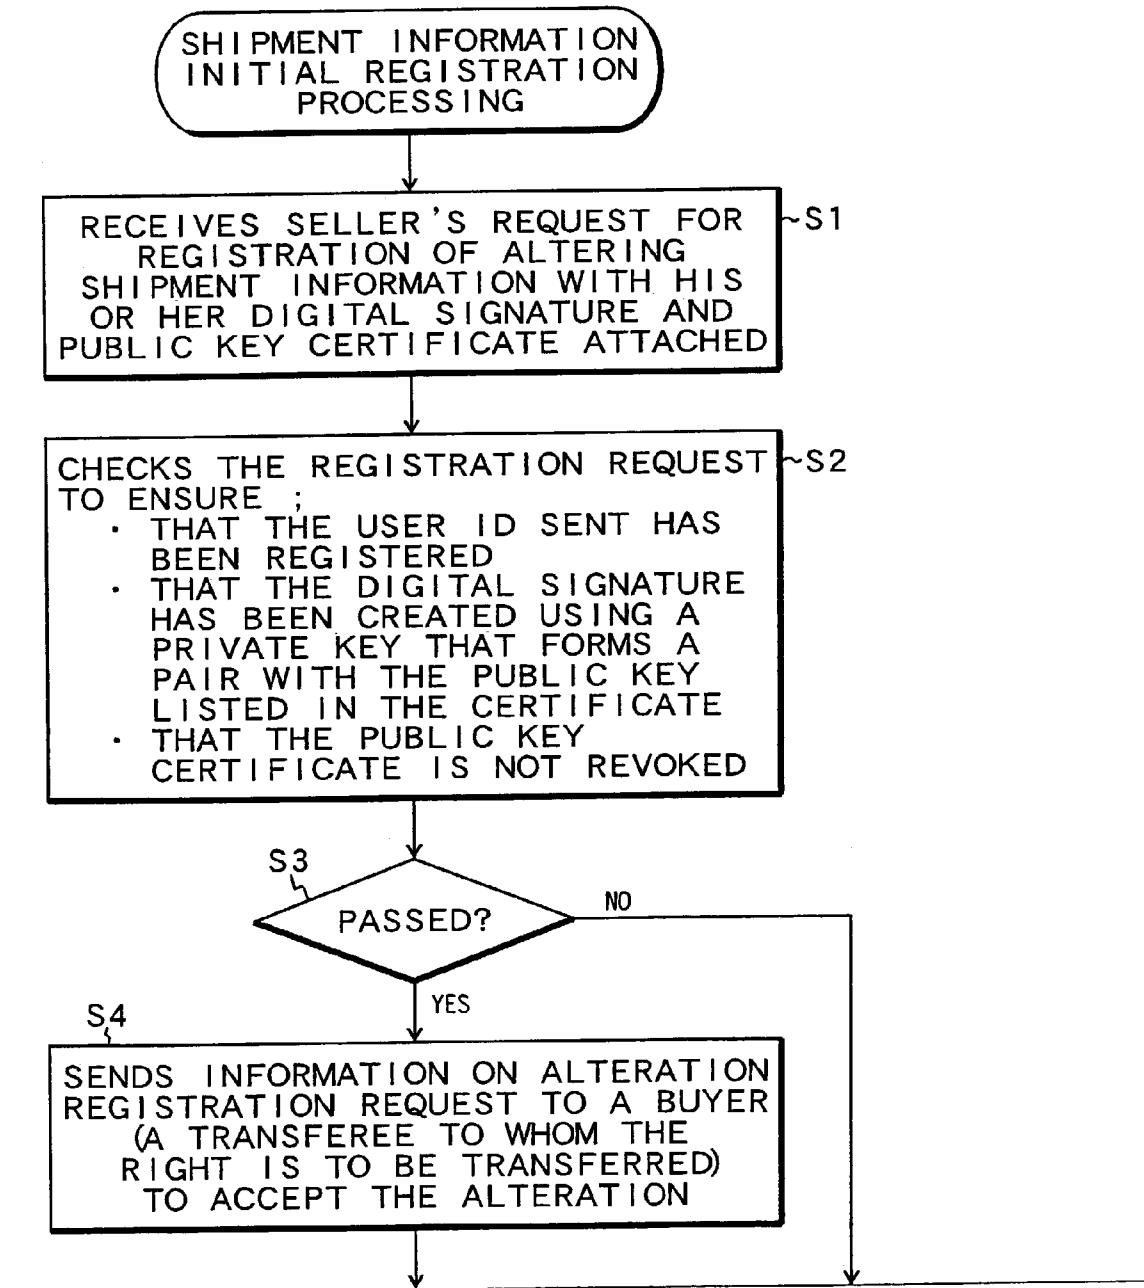 SHIPMENT INFORMATION
INITIAL REGISTRATION
PROCESSING
RECEIVES SELLER'S REQUEST FOR
REGISTRATION OF ALTERING
SHIPMENT INFORMATION WITH HIS
OR HER DIGITAL SIGNATURE AND
PUBLIC KEY CERTIFICATE ATTACHED
S1
CHECKS THE REGISTRATION REQUEST
TO ENSURE ;
· THAT THE USER ID SENT HAS
BEEN REGISTERED
· THAT THE DIGITAL SIGNATURE
HAS BEEN CREATED USING A
PRIVATE KEY THAT FORMS A
PAIR WITH THE PUBLIC KEY
LISTED IN THE CERTIFICATE
· THAT THE PUBLIC KEY
CERTIFICATE IS NOT REVOKED
S2
S3
PASSED?
NO
YES
S4
SENDS INFORMATION ON ALTERATION
REGISTRATION REQUEST TO A BUYER
(A TRANSFEREE TO WHOM THE
RIGHT IS TO BE TRANSFERRED)
TO ACCEPT THE ALTERATION